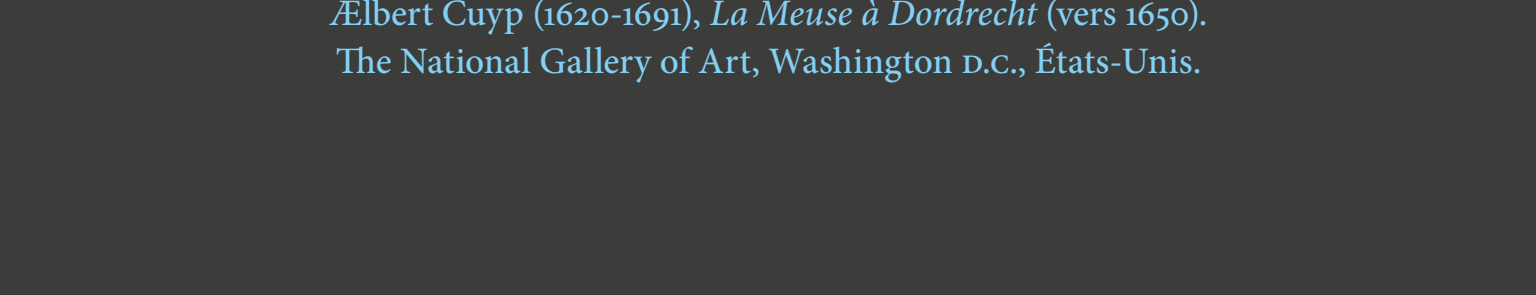 Ælbert Cuyp (1620-1691), La Meuse à Dordrecht (vers 1650).
The National Gallery of Art, Washington D.C., États-Unis.